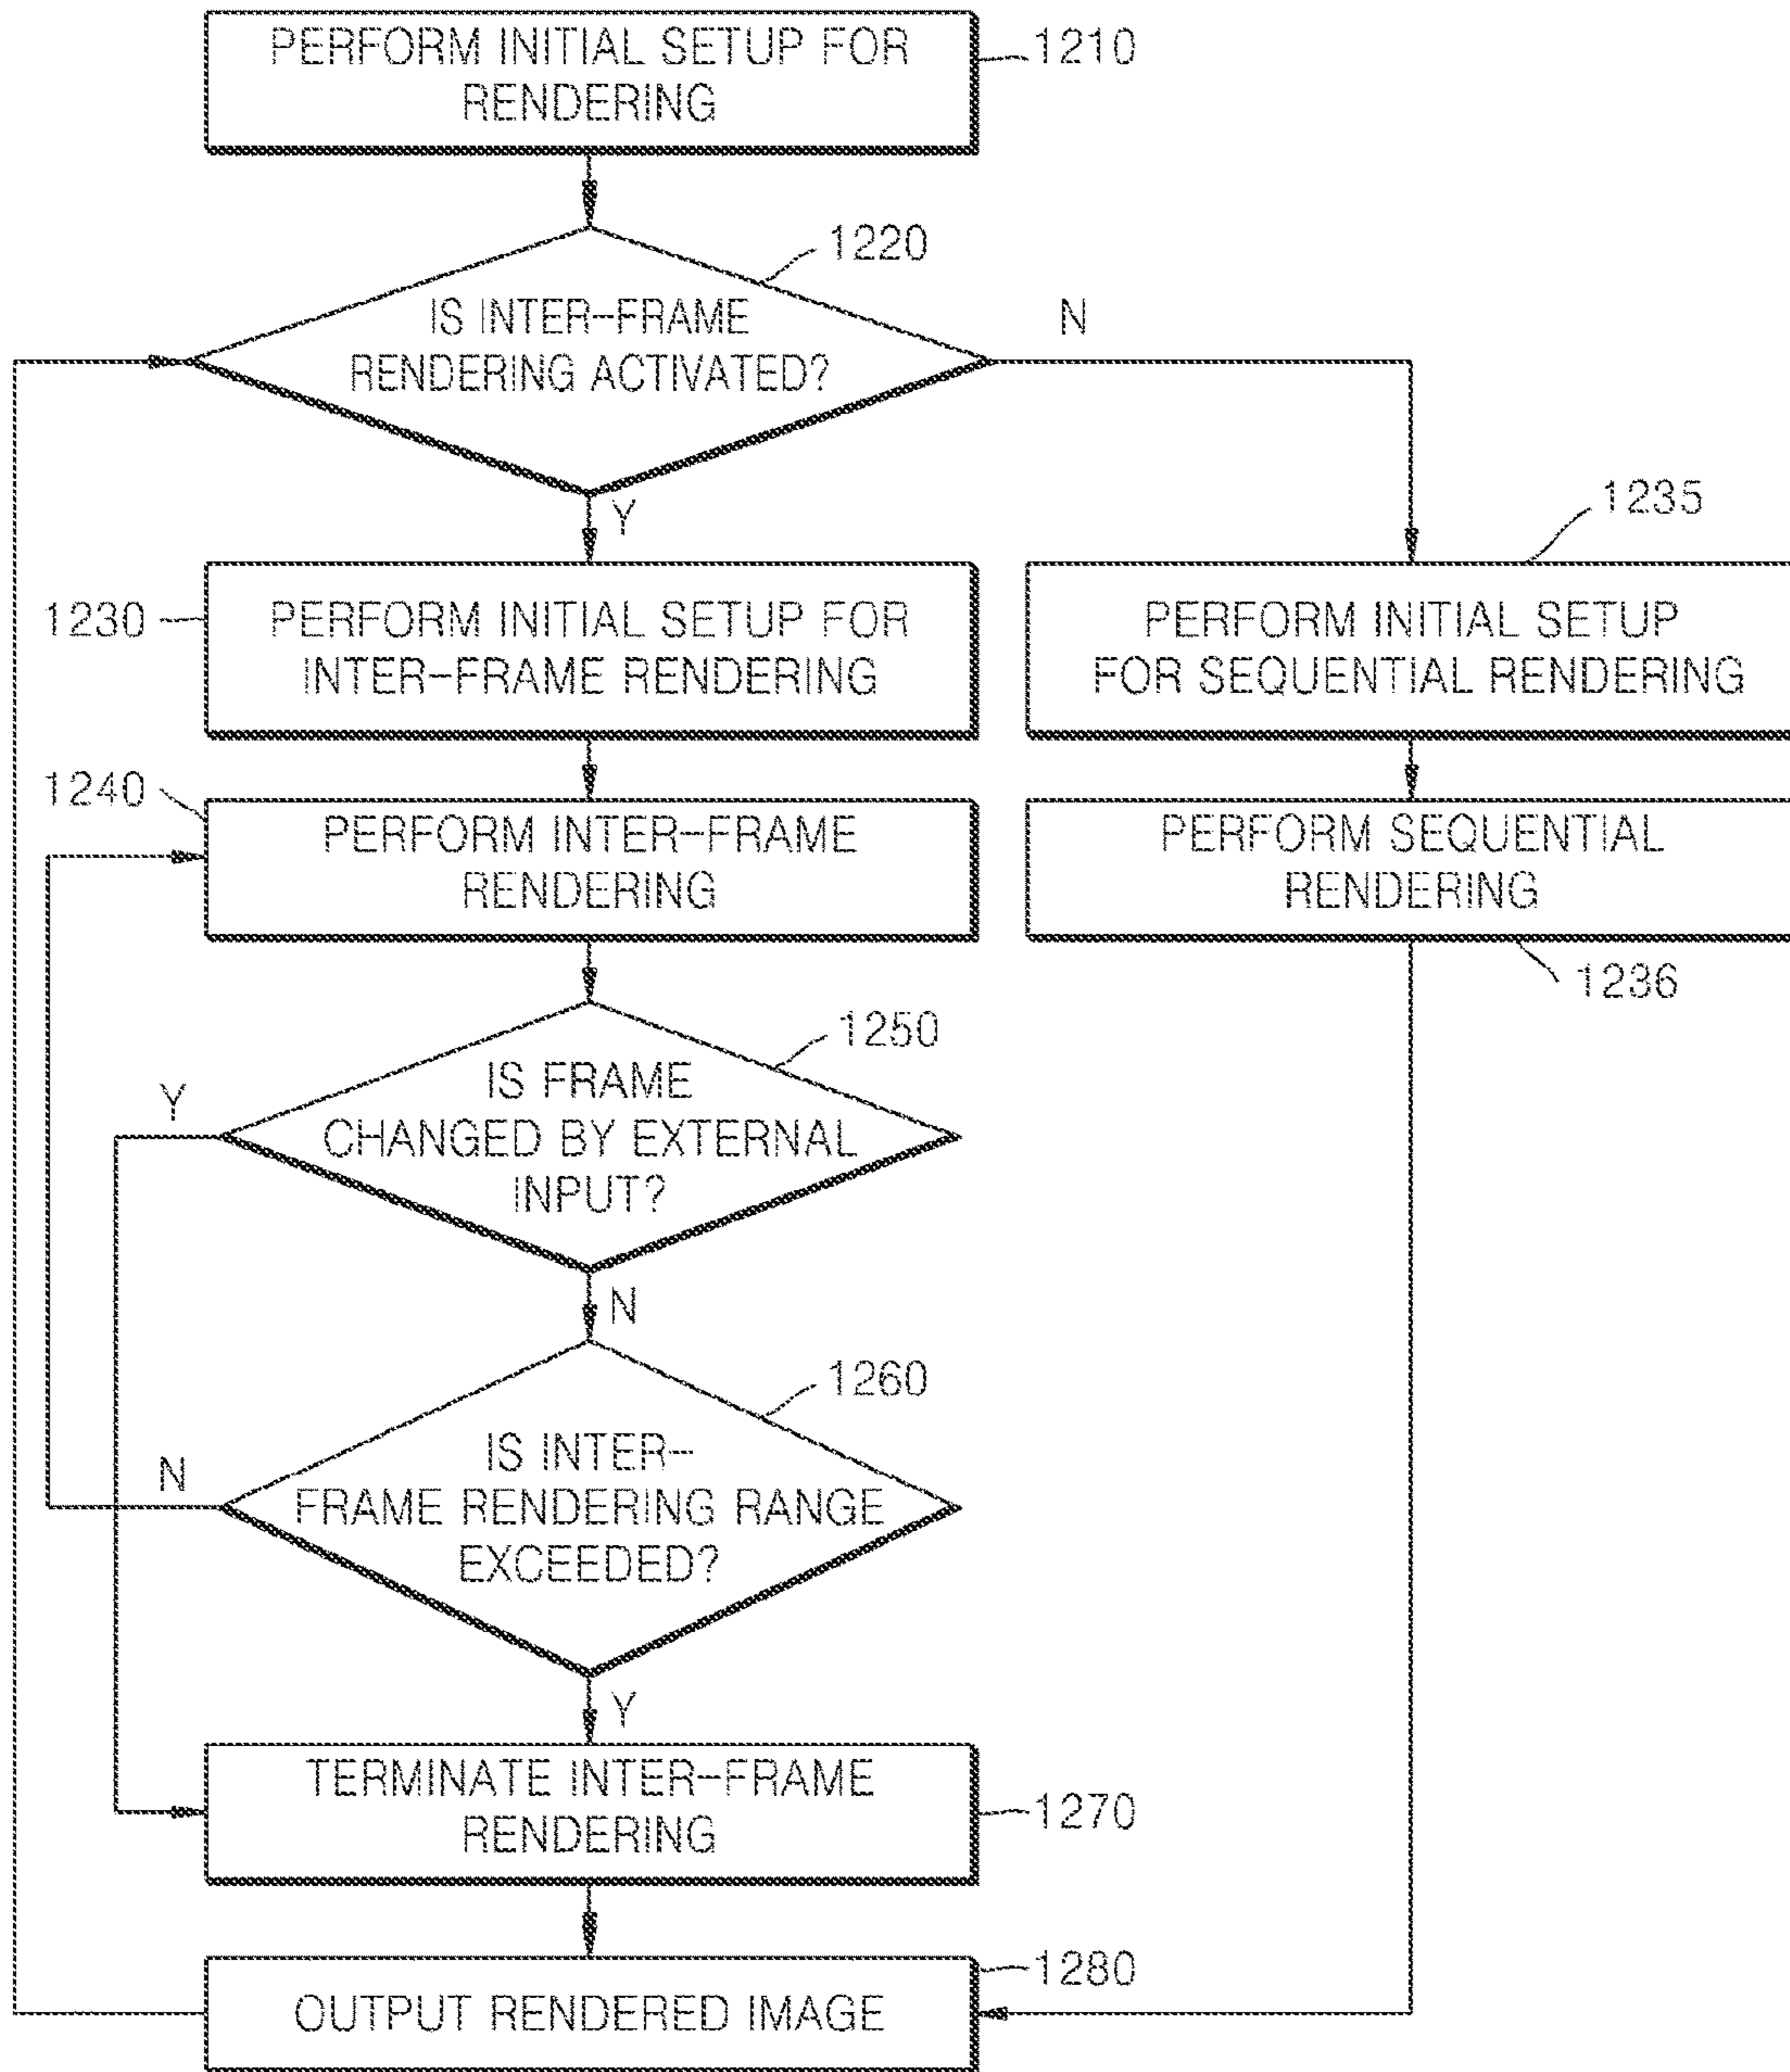 PERFORM INITIAL SETUP FOR
RENDERING
1210
1220
IS INTER-FRAME
RENDERING ACTIVATED?
N
Y
1235
1230
PERFORM INITIAL SETUP FOR
INTER-FRAME RENDERING
PERFORM INITIAL SETUP
FOR SEQUENTIAL RENDERING
1240
PERFORM INTER-FRAME
RENDERING
PERFORM SEQUENTIAL
RENDERING
1236
1250
IS FRAME
CHANGED BY EXTERNAL
INPUT?
Y
N
1260
IS INTER-
FRAME RENDERING RANGE
EXCEEDED?
N
Y
TERMINATE INTER-FRAME
RENDERING
1270
1280
OUTPUT RENDERED IMAGE